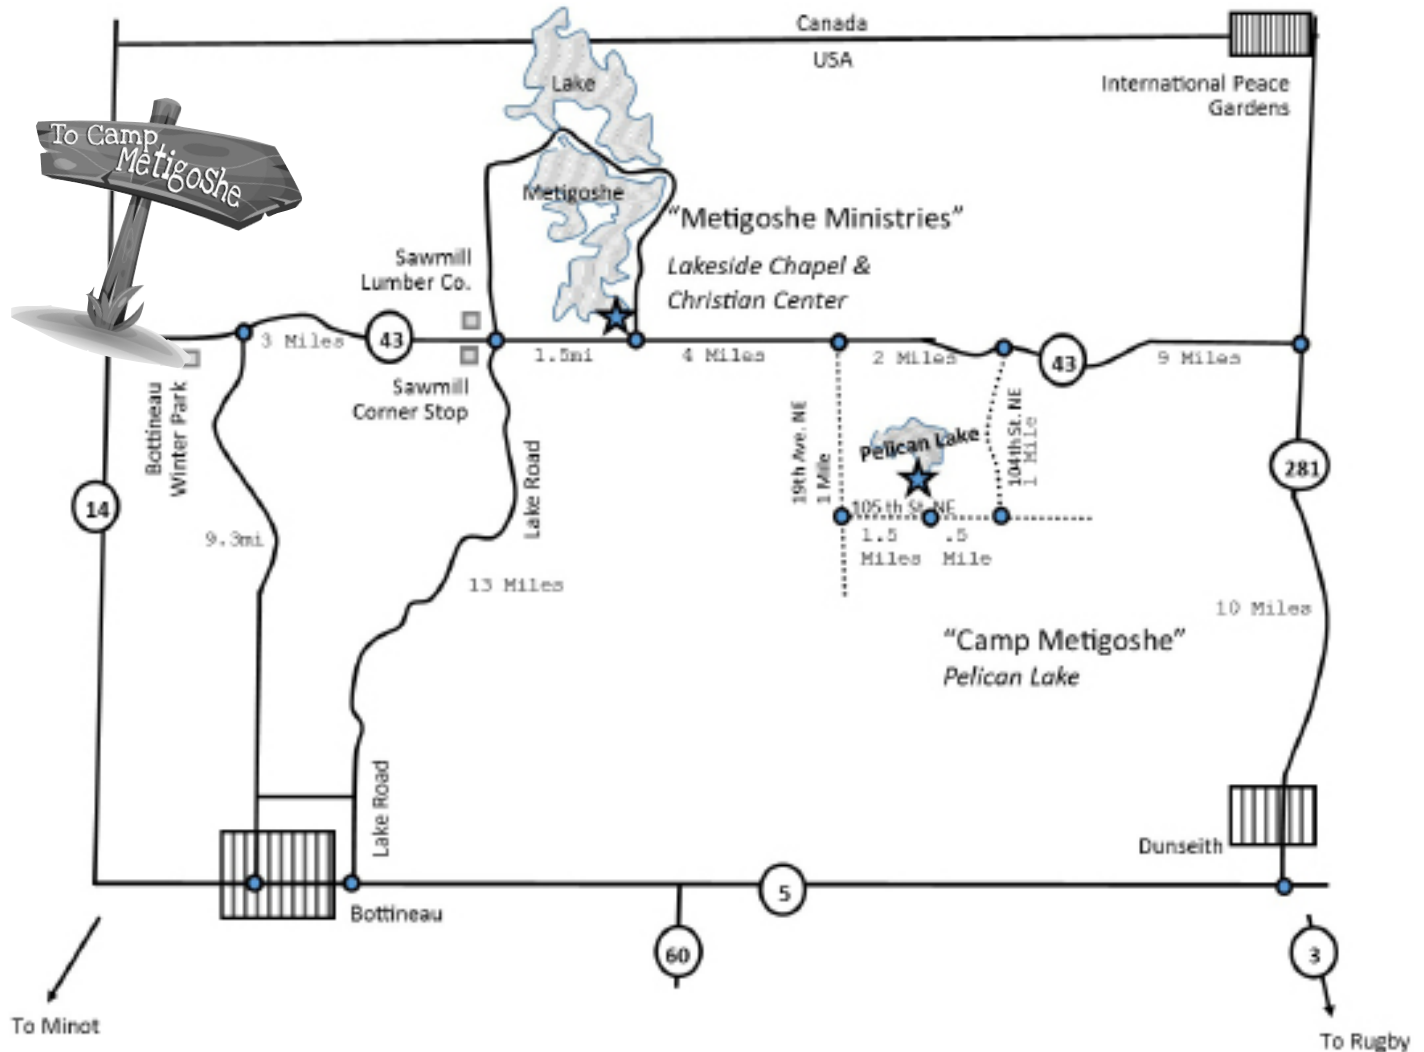 Canada
USA
International Peace
Gardens
Lake
To Camp
Metigoshe
Metigoshe
“Metigoshe Ministries”
Lakeside Chapel &
Christian Center
Sawmill
Lumber Co.
3 Miles
43
1.5mi
4 Miles
2 Miles
43
9 Miles
Sawmill
Corner Stop
Bottineau
Winter Park
19th Ave. NE
1 Mile
Pelican Lake
104th St. NE
1 Mile
281
14
Lake Road
105 th St. NE
9.3mi
1.5
Miles
.5
Mile
13 Miles
10 Miles
“Camp Metigoshe”
Pelican Lake
Lake Road
Dunseith
5
Bottineau
60
3
To Minot
To Rugby